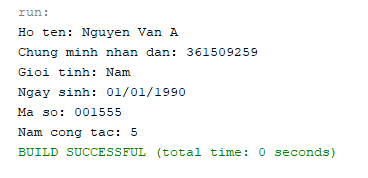 run:
Ho ten: Nguyen Van A
Chung minh nhan dan: 361509259
Gioi tinh: Nam
Ngay sinh: 01/01/1990
Ma so: 001555
Nam cong tac: 5
BUILD SUCCESSFUL (total time: 0 seconds)